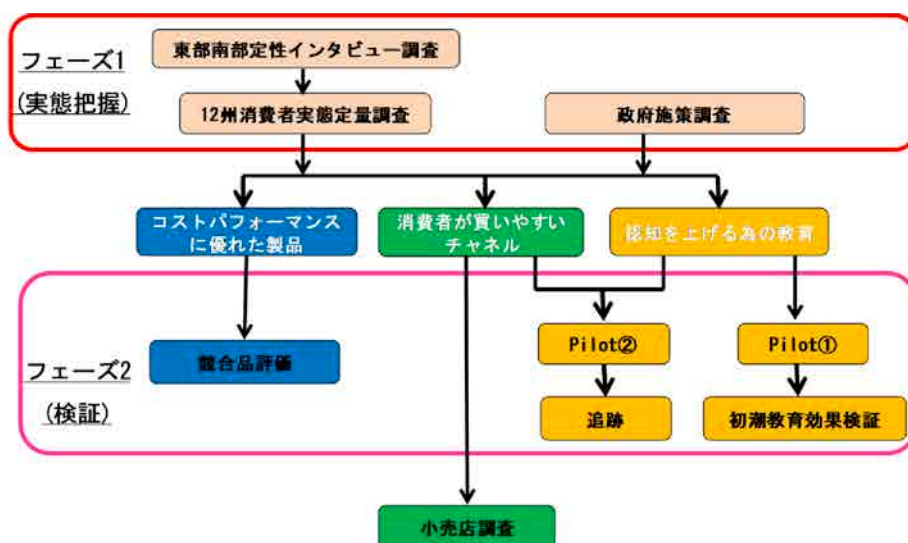 フェーズ1
(実態把握)
東部南部定性インタビュー調査
12州消費者実態定量調査
政府施策調査
コストパフォーマンス
に優れた製品
消費者が買いやすい
チャネル
認知を上げる為の教育
フェーズ2
(検証)
競合品評価
Pilot②
Pilot①
追跡
初潮教育効果検証
小売店調査